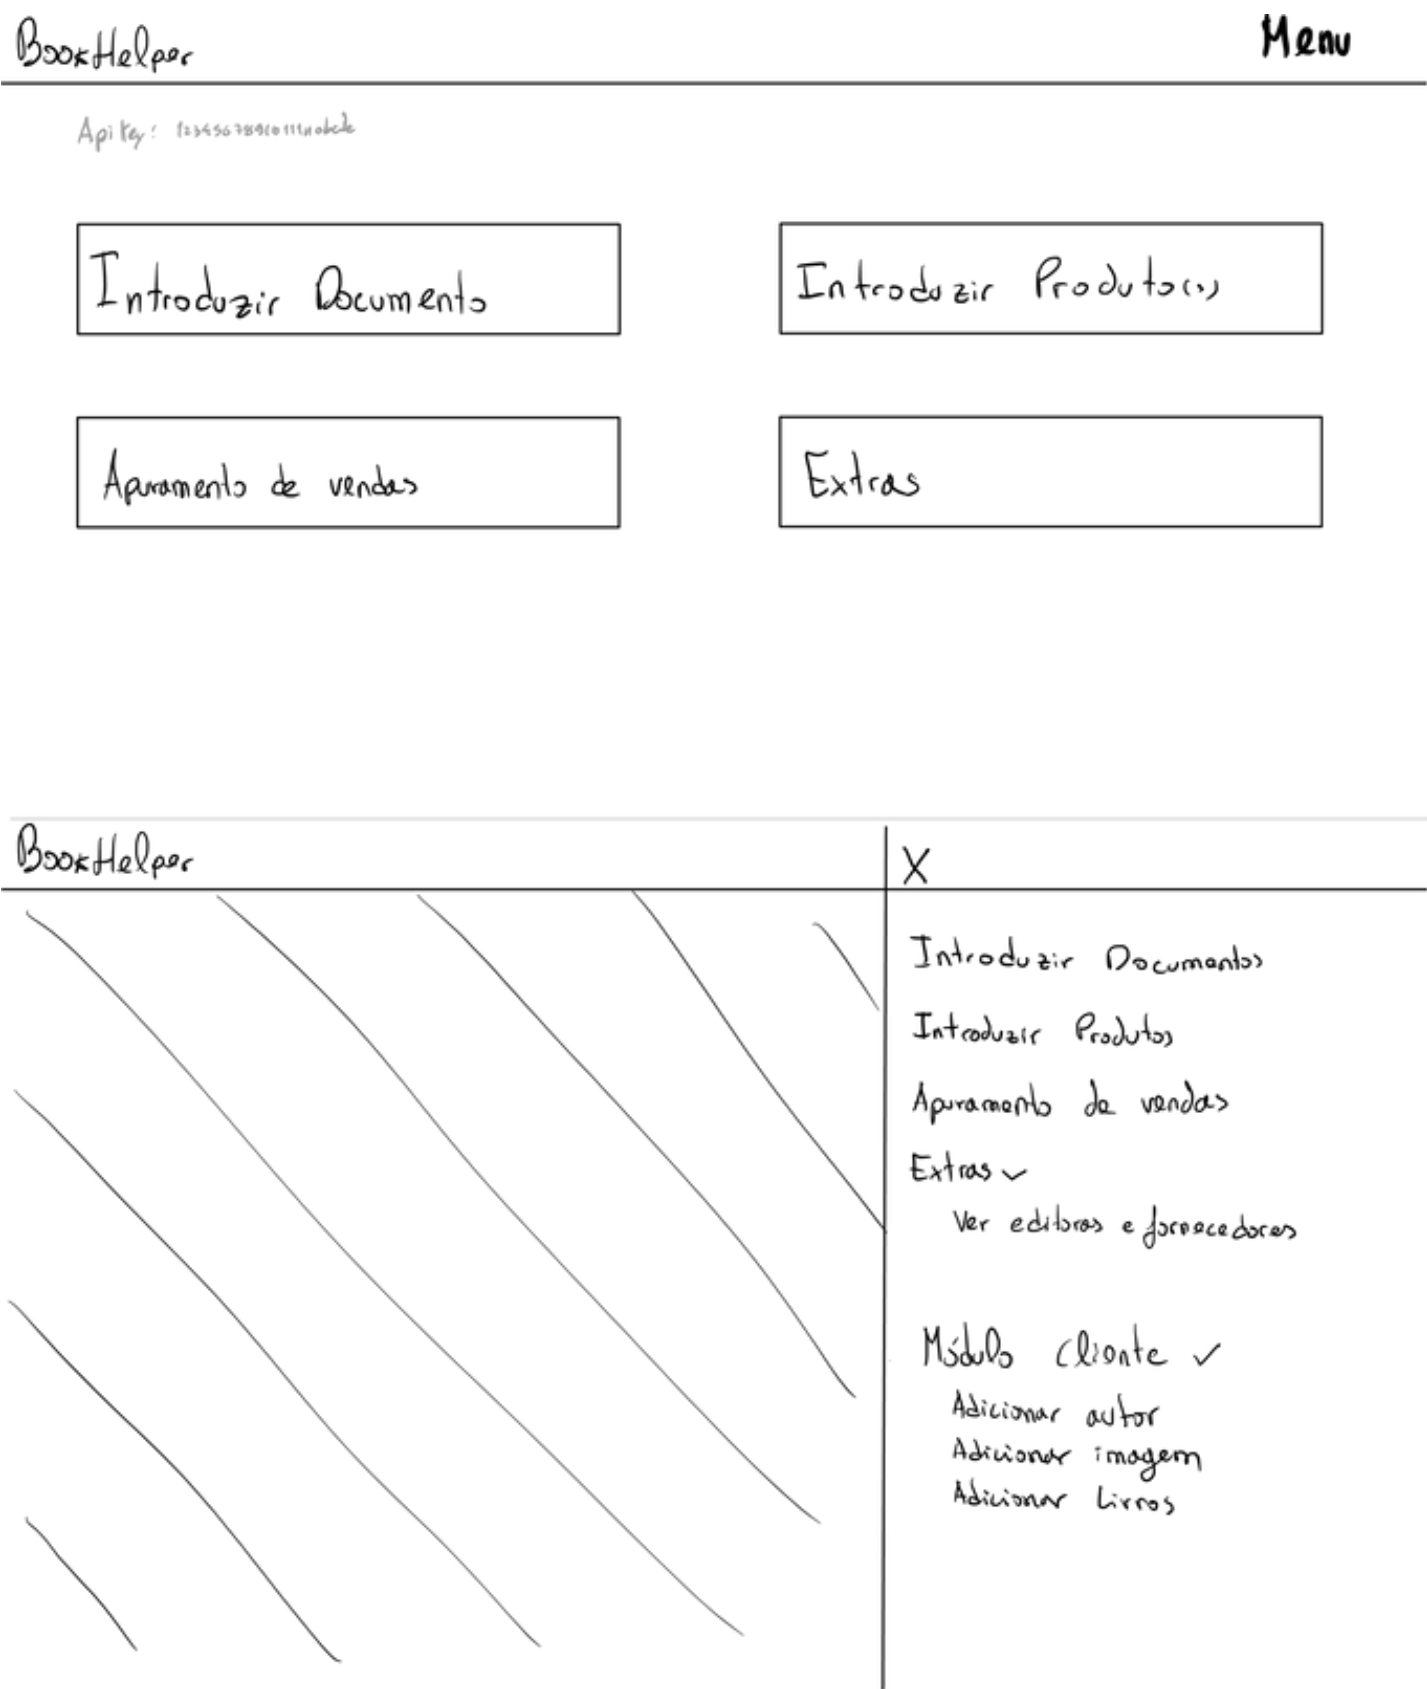 BookHelper
Menu
Api Key:
Introduzir Documento
Introduzir Produto(s)
Apuramento de vendas
Extras
BookHelper
X
Introduzir Documentos
Introduzir Produtos
Apuramento de vendas
Extras
Ver editoras e fornecedores
Módulo cliente
Adicionar autor
Adicionar imagem
Adicionar Livros